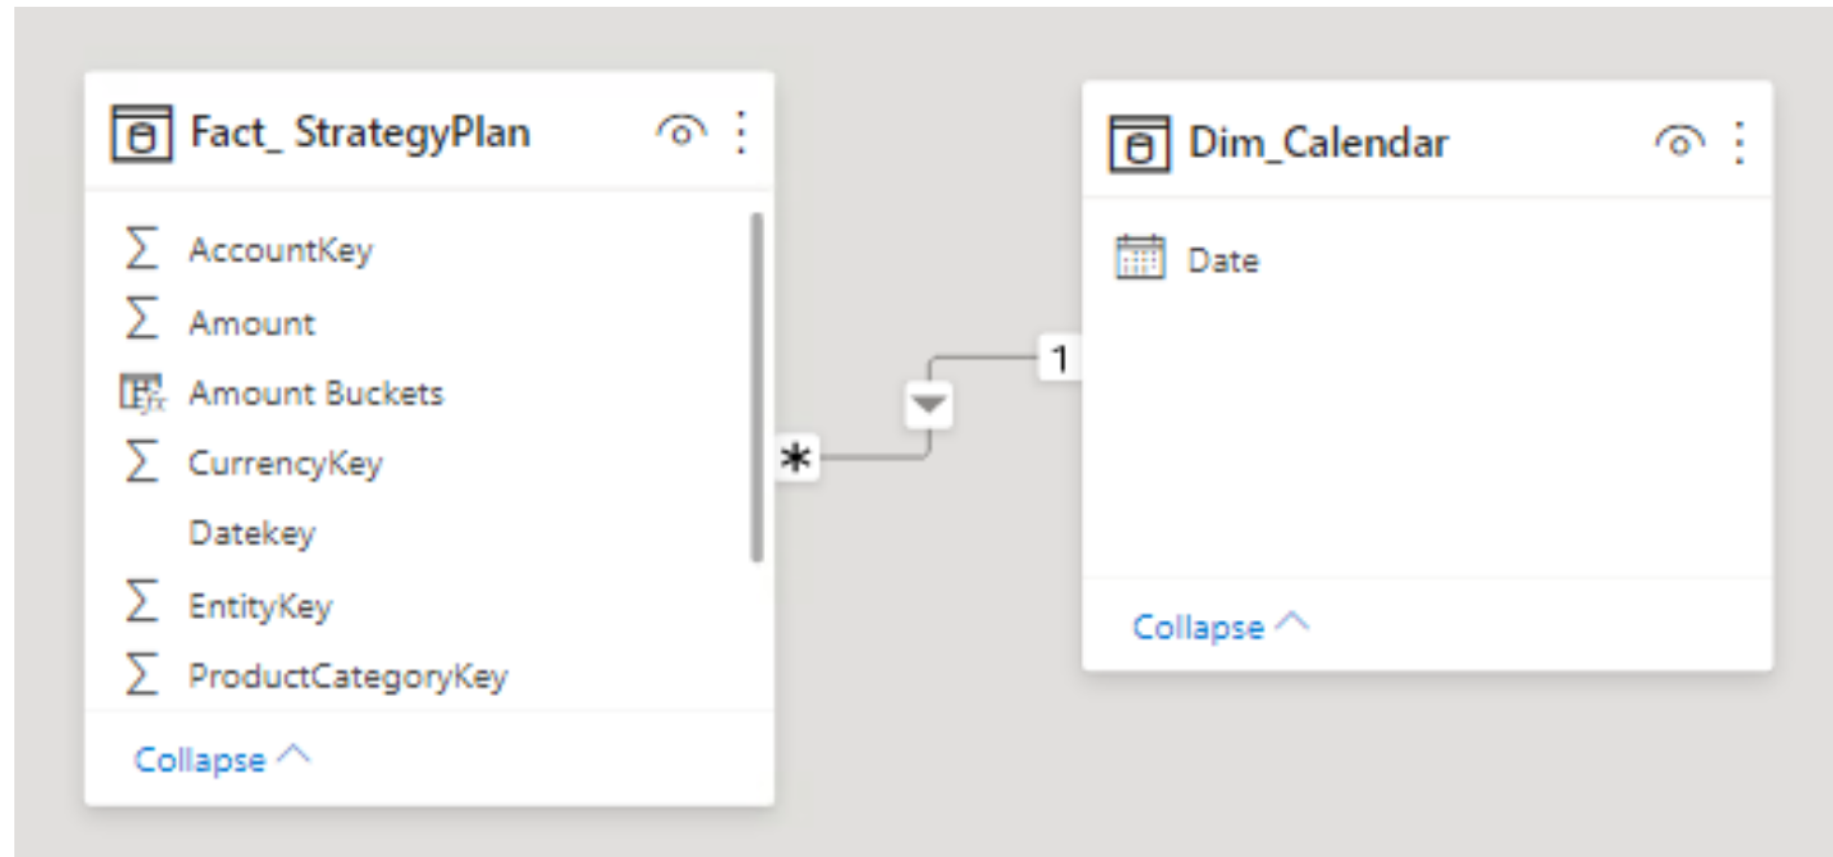 Fact_ StrategyPlan
AccountKey
Amount
Amount Buckets
CurrencyKey
Datekey
EntityKey
ProductCategoryKey
Collapse
*
1
Dim_Calendar
Date
Collapse